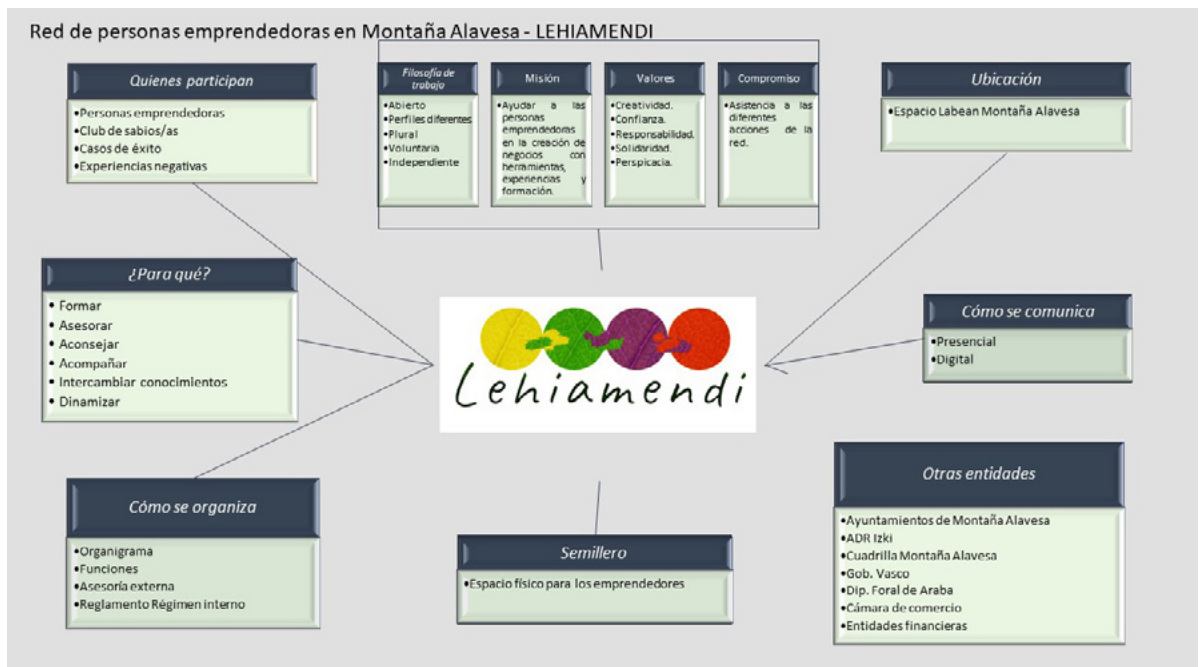 Red de personas emprendedoras en Montaña Alavesa - LEHIAMENDI
Quienes participan
•Personas emprendedoras
•Club de sabios/as
•Casos de éxito
•Experiencias negativas
Filosofía de
trabajo
•Abierto
•Perfiles diferentes
•Plural
•Voluntaria
•Independiente
Misión
•Ayudar a las
personas
emprendedoras
en la creación de
negocios con
herramientas,
experiencias y
formación.
Valores
•Creatividad.
•Confianza.
•Responsabilidad.
•Solidaridad.
•Perspicacia.
Compromiso
•Asistencia a las
diferentes
acciones de la
red.
Ubicación
•Espacio Labean Montaña Alavesa
¿Para qué?
• Formar
• Asesorar
• Aconsejar
• Acompañar
• Intercambiar conocimientos
• Dinamizar
Lehiamendi
Cómo se comunica
•Presencial
•Digital
Cómo se organiza
•Organigrama
•Funciones
•Asesoría externa
•Reglamento Régimen interno
Semillero
•Espacio físico para los emprendedores
Otras entidades
•Ayuntamientos de Montaña Alavesa
•ADR Izki
•Cuadrilla Montaña Alavesa
•Gob. Vasco
•Dip. Foral de Araba
•Cámara de comercio
•Entidades financieras